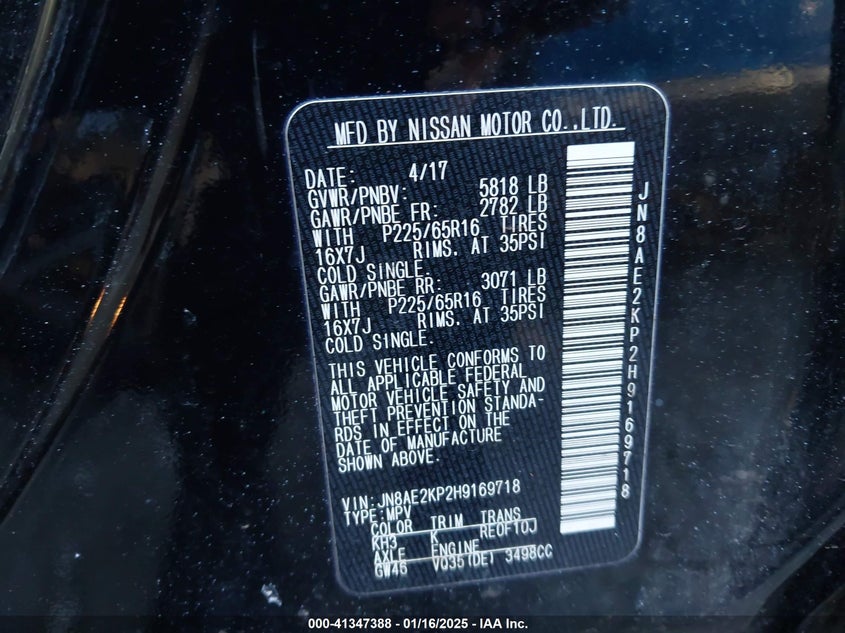 MFD BY NISSAN MOTOR CO.,LTD.
DATE: 4/17
GVWR/PNBV: 5818 LB
GAWR/PNBE FR: 2782 LB
WITH P225/65R16 TIRES
16X7J RIMS. AT 35PSI
COLD SINGLE.
GAWR/PNBE RR: 3071 LB
WITH P225/65R16 TIRES
16X7J RIMS. AT 35PSI
COLD SINGLE.
THIS VEHICLE CONFORMS TO
ALL APPLICABLE FEDERAL
MOTOR VEHICLE SAFETY AND
THEFT PREVENTION STANDA-
RDS IN EFFECT ON THE
DATE OF MANUFACTURE
SHOWN ABOVE.
VIN:JN8AE2KP2H9169718
TYPE:MPV
COLOR TRIM TRANS
KH3 K RE0F10J
AXLE ENGINE
GW46 VQ35(DE) 3498CC
JN8AE2KP2H9169718
000-41347388 - 01/16/2025 - IAA Inc.